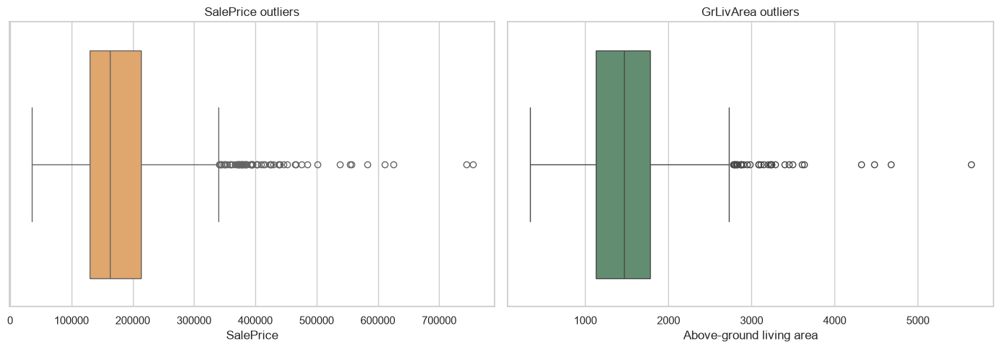 SalePrice outliers
0 100000 200000 300000 400000 500000 600000 700000
SalePrice
GrLivArea outliers
1000 2000 3000 4000 5000
Above-ground living area